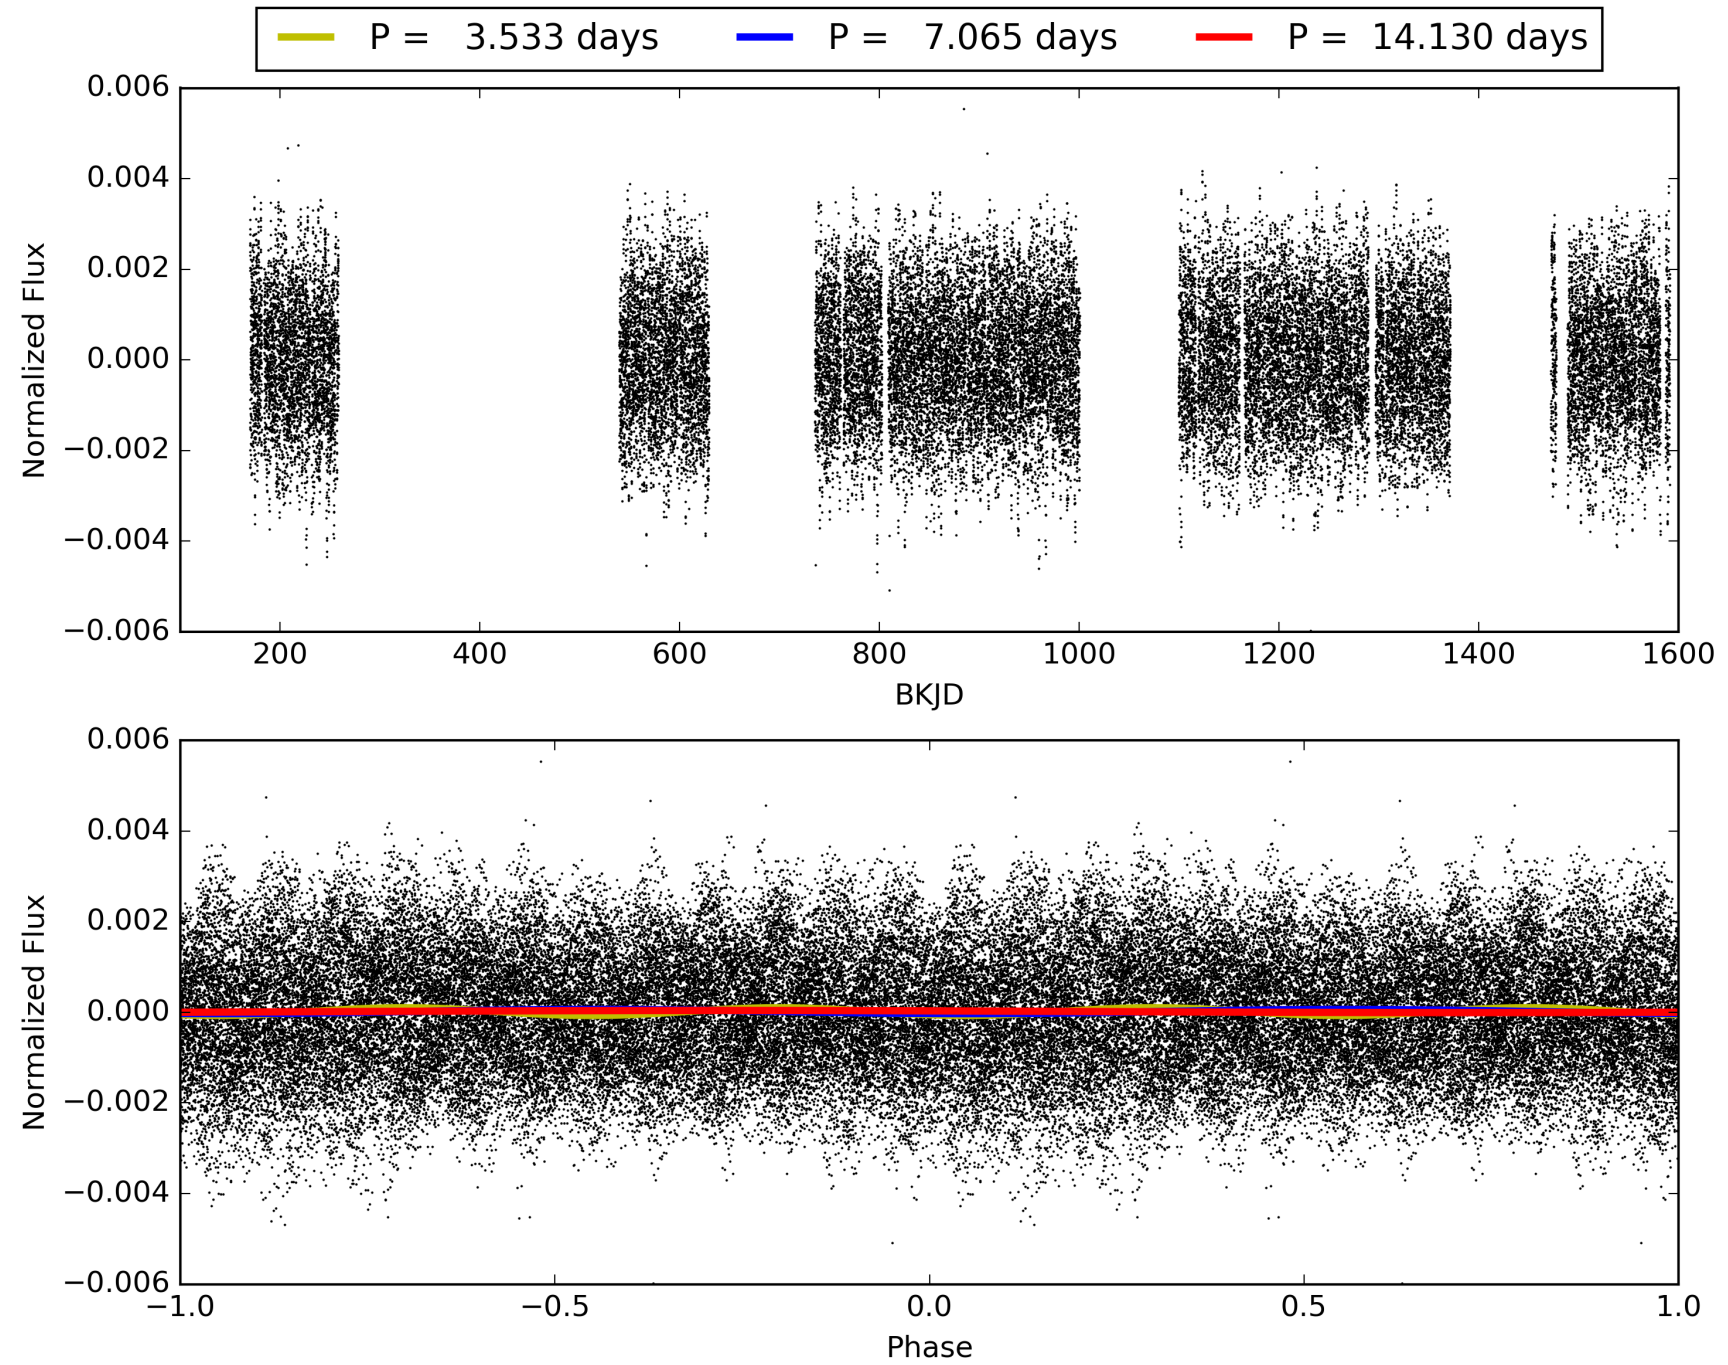 P = 3.533 days P = 7.065 days P = 14.130 days
0.006
0.004
0.002
0.000
−0.002
−0.004
−0.006
Normalized Flux
200 400 600 800 1000 1200 1400 1600
BKJD
0.006
0.004
0.002
0.000
−0.002
−0.004
−0.006
Normalized Flux
−1.0 −0.5 0.0 0.5 1.0
Phase